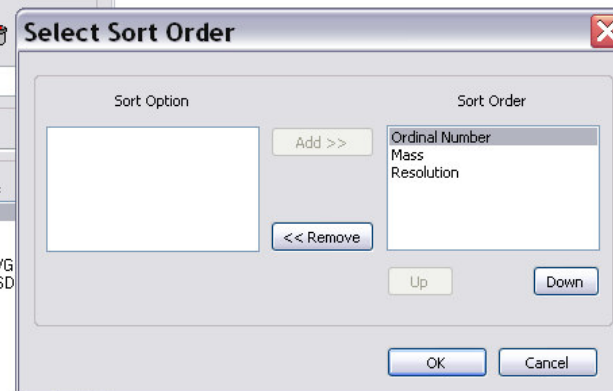 Select Sort Order
Sort Option
Sort Order
Add >>
Ordinal Number
Mass
Resolution
<< Remove
Up
Down
OK
Cancel